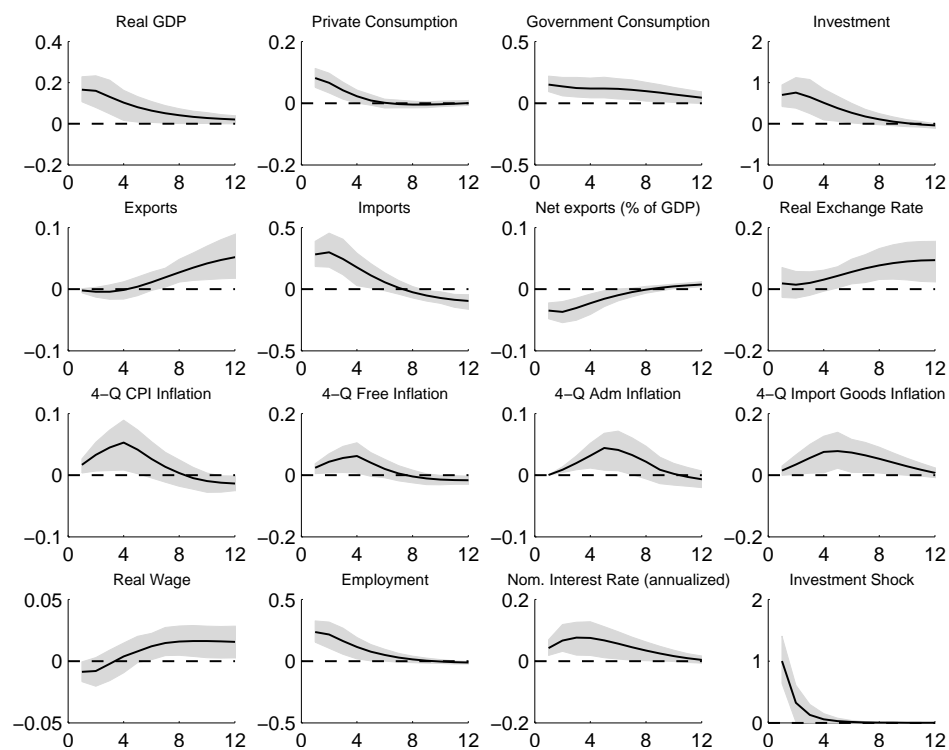 Real GDP Private Consumption Government Consumption Investment
0.4 0.2 0.5 2
0.2 1
0 0 0 0
−0.2 −0.2 −0.5 −1
0 4 8 12 0 4 8 12 0 4 8 12 0 4 8 12
Exports Imports Net exports (% of GDP) Real Exchange Rate
0.1 0.5 0.1 0.2
0 0 0 0
−0.1 −0.5 −0.1 −0.2
0 4 8 12 0 4 8 12 0 4 8 12 0 4 8 12
4−Q CPI Inflation 4−Q Free Inflation 4−Q Adm Inflation 4−Q Import Goods Inflation
0.1 0.2 0.1 0.2
0 0 0 0
−0.1 −0.2 −0.1 −0.2
0 4 8 12 0 4 8 12 0 4 8 12 0 4 8 12
Real Wage Employment Nom. Interest Rate (annualized) Investment Shock
0.05 0.5 0.2 2
0 0 0 1
−0.05 −0.5 −0.2 0
0 4 8 12 0 4 8 12 0 4 8 12 0 4 8 12